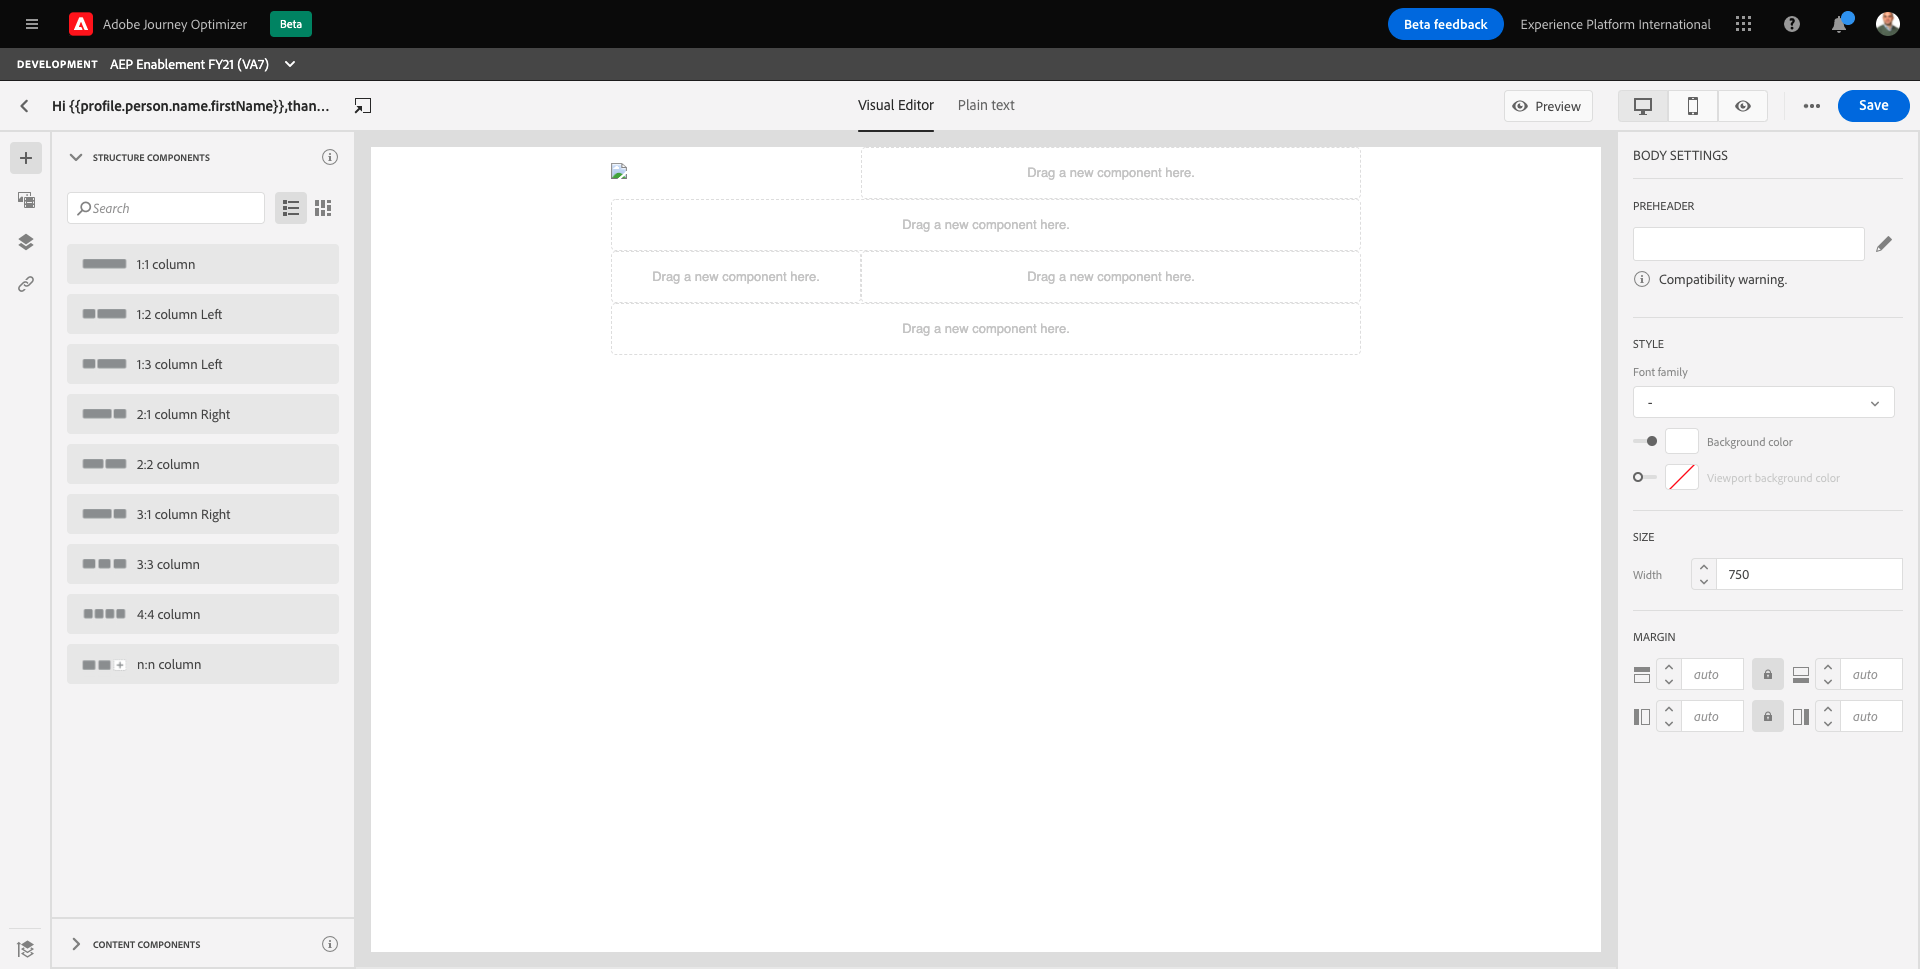 Adobe Journey Optimizer Beta Beta feedback Experience Platform International
DEVELOPMENT AEP Enablement FY21 (VA7)
Hi {{profile.person.name.firstName}},than... Visual Editor Plain text Preview Save
STRUCTURE COMPONENTS
Search
1:1 column
1:2 column Left
1:3 column Left
2:1 column Right
2:2 column
3:1 column Right
3:3 column
4:4 column
n:n column
CONTENT COMPONENTS
Drag a new component here.
Drag a new component here.
Drag a new component here. Drag a new component here.
Drag a new component here.
BODY SETTINGS
PREHEADER
Compatibility warning.
STYLE
Font family
-
Background color
Viewport background color
SIZE
Width 750
MARGIN
auto auto
auto auto